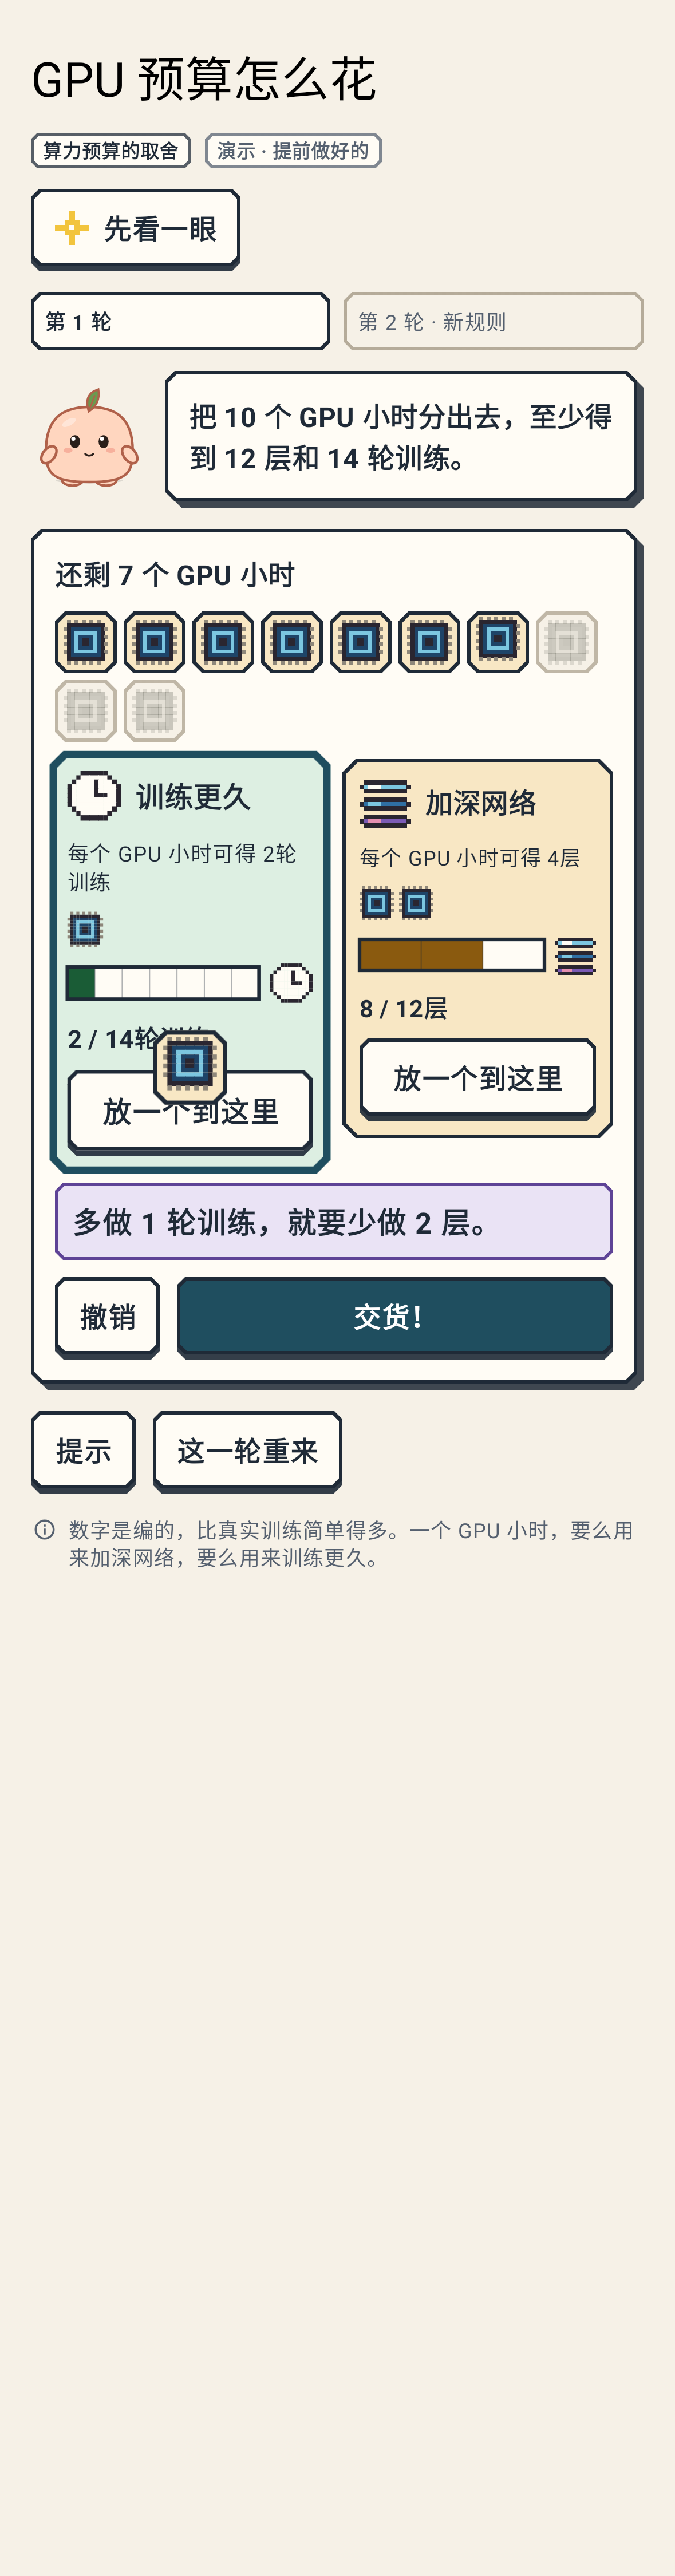 GPU 预算怎么花
算力预算的取舍
演示 · 提前做好的
先看一眼
第 1 轮
第 2 轮 · 新规则
把 10 个 GPU 小时分出去，至少得
到 12 层和 14 轮训练。
还剩 7 个 GPU 小时
训练更久
每个 GPU 小时可得 2轮
训练
2 / 14轮训练
放一个到这里
加深网络
每个 GPU 小时可得 4层
8 / 12层
放一个到这里
多做 1 轮训练，就要少做 2 层。
撤销
交货！
提示
这一轮重来
数字是编的，比真实训练简单得多。一个 GPU 小时，要么用
来加深网络，要么用来训练更久。